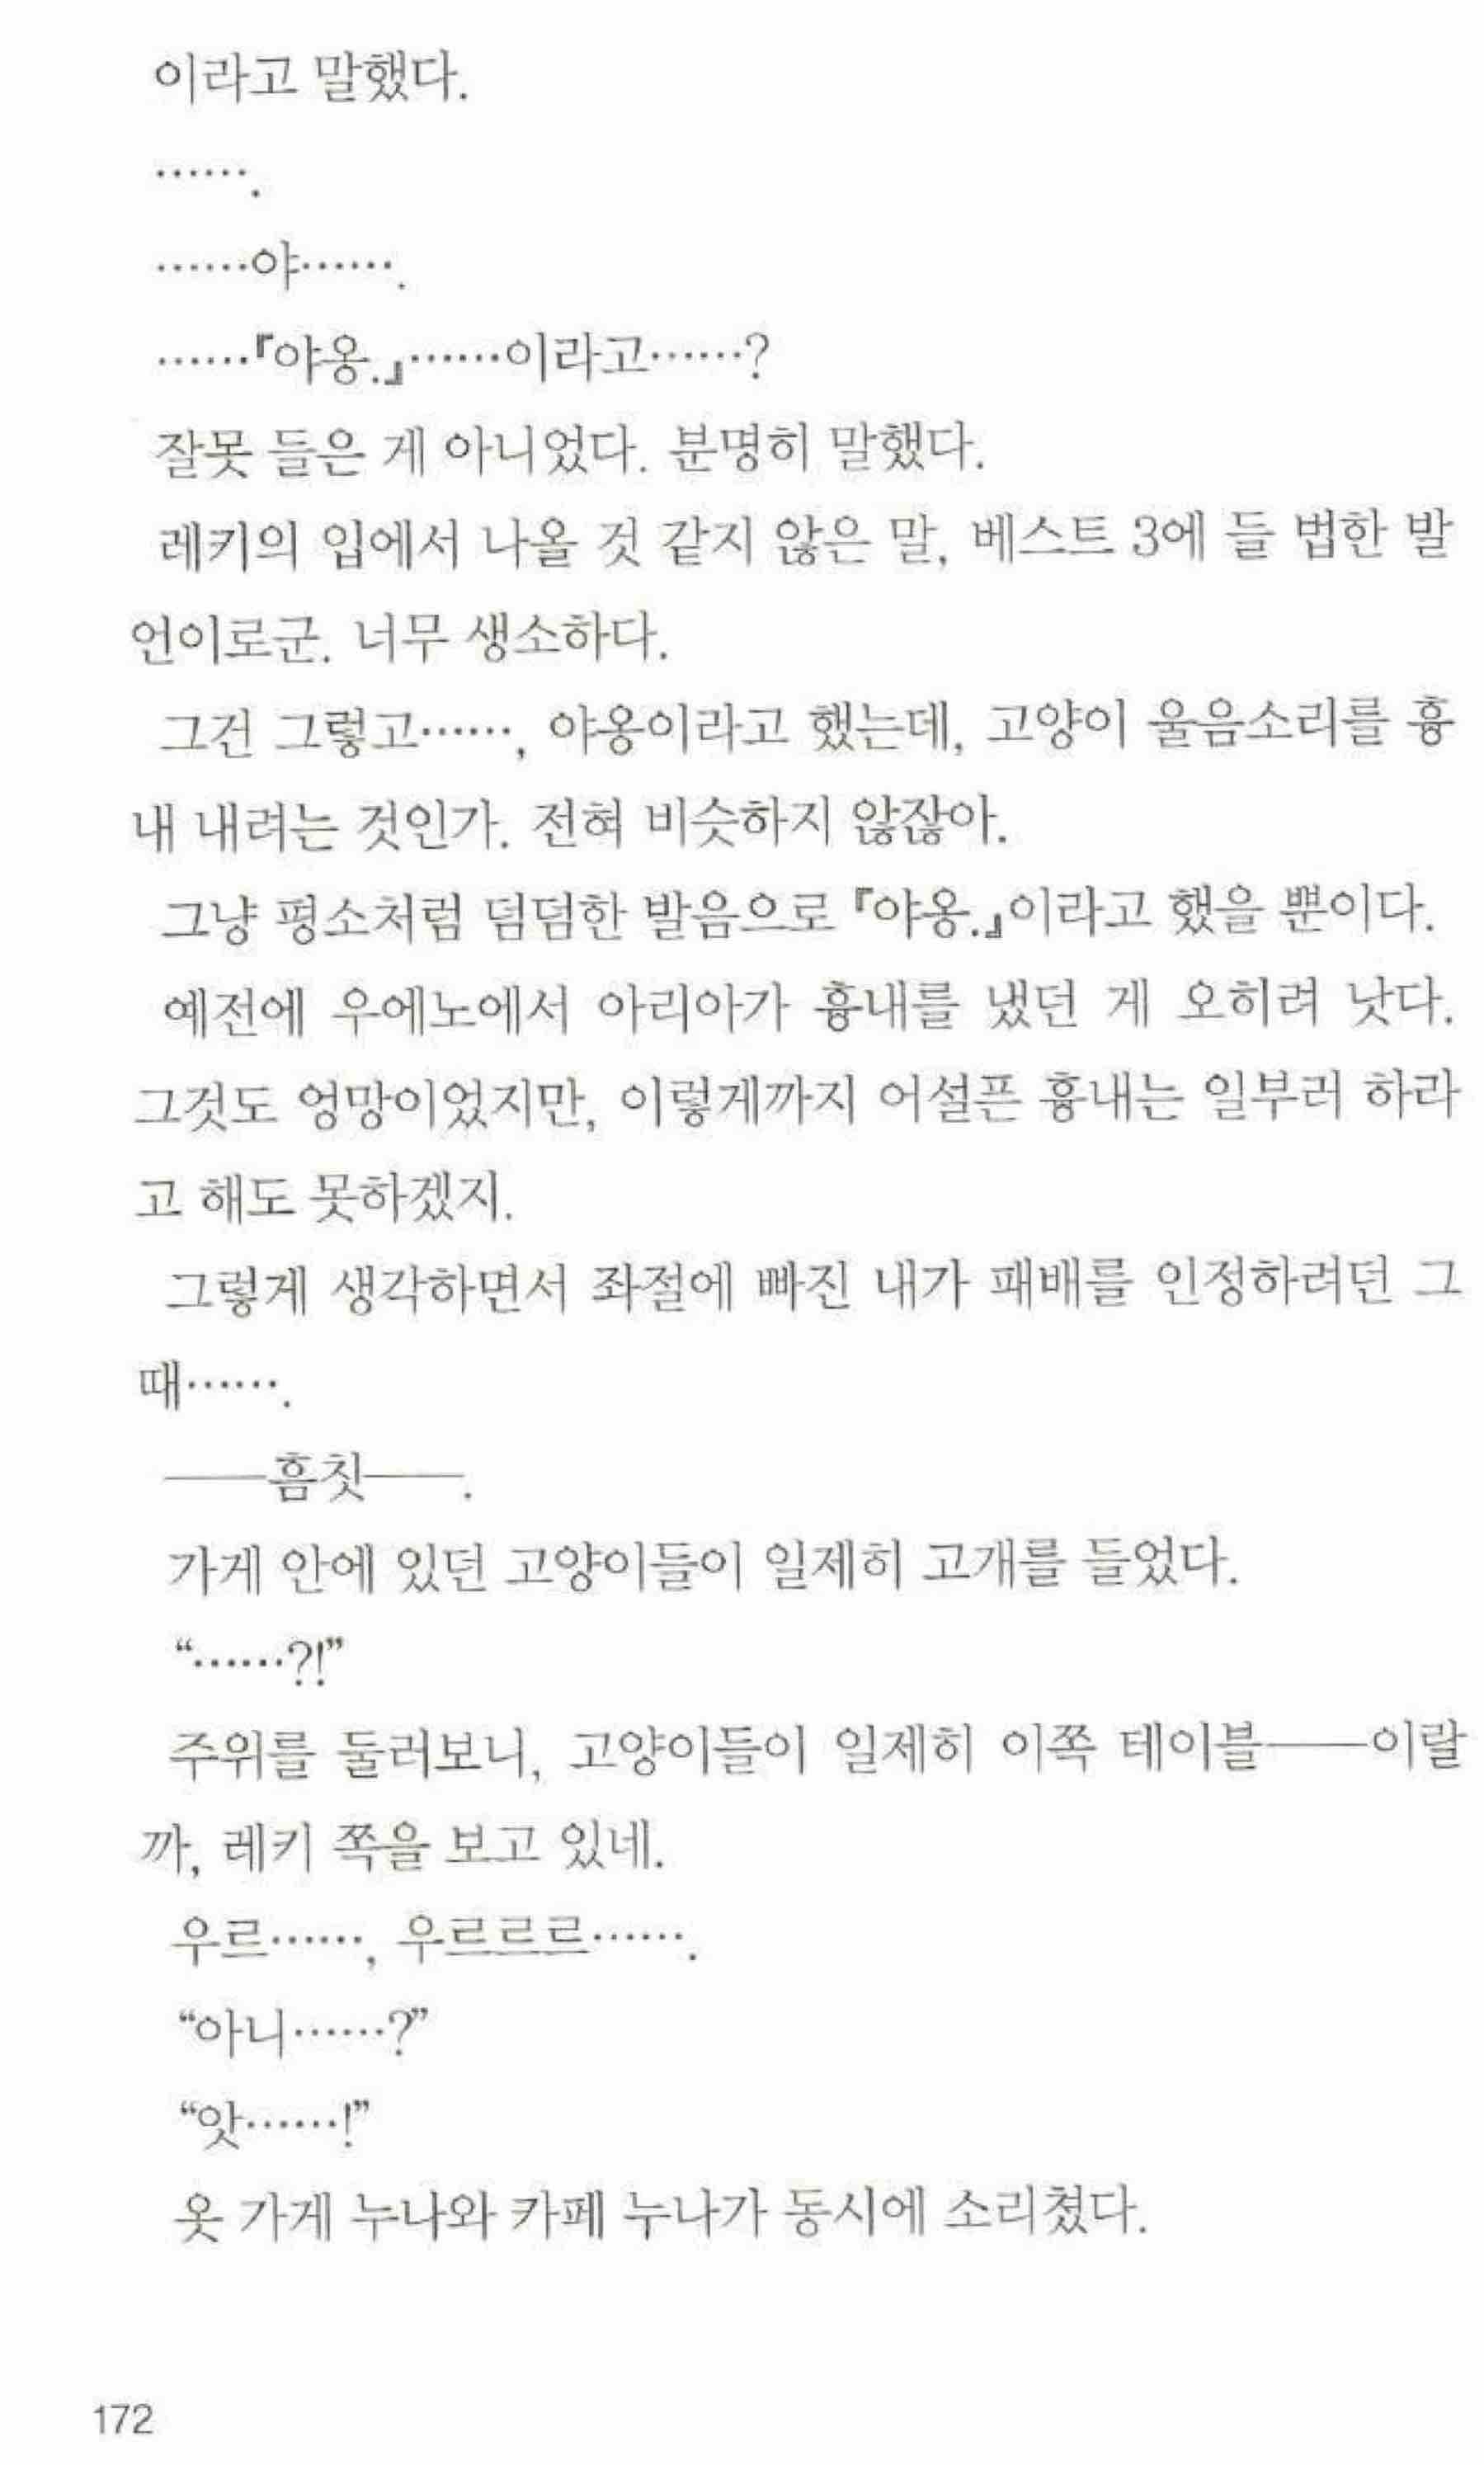 이라고 말했다.
…….
……야…….
……『야옹.』……이라고……?
잘못 들은 게 아니었다. 분명히 말했다.
레키의 입에서 나올 것 같지 않은 말, 베스트 3에 들 법한 발
언이로군. 너무 생소하다.
그건 그렇고……, 야옹이라고 했는데, 고양이 울음소리를 흉
내 내려는 것인가. 전혀 비슷하지 않잖아.
그냥 평소처럼 덤덤한 발음으로 『야옹.』이라고 했을 뿐이다.
예전에 우에노에서 아리아가 흉내를 냈던 게 오히려 낫다.
그것도 엉망이었지만, 이렇게까지 어설픈 흉내는 일부러 하라
고 해도 못하겠지.
그렇게 생각하면서 좌절에 빠진 내가 패배를 인정하려던 그
때…….
──흠칫──.
가게 안에 있던 고양이들이 일제히 고개를 들었다.
“……?!”
주위를 둘러보니, 고양이들이 일제히 이쪽 테이블──이랄
까, 레키 쪽을 보고 있네.
우르……, 우르르르…….
“아니……?”
“앗……!”
옷 가게 누나와 카페 누나가 동시에 소리쳤다.
172